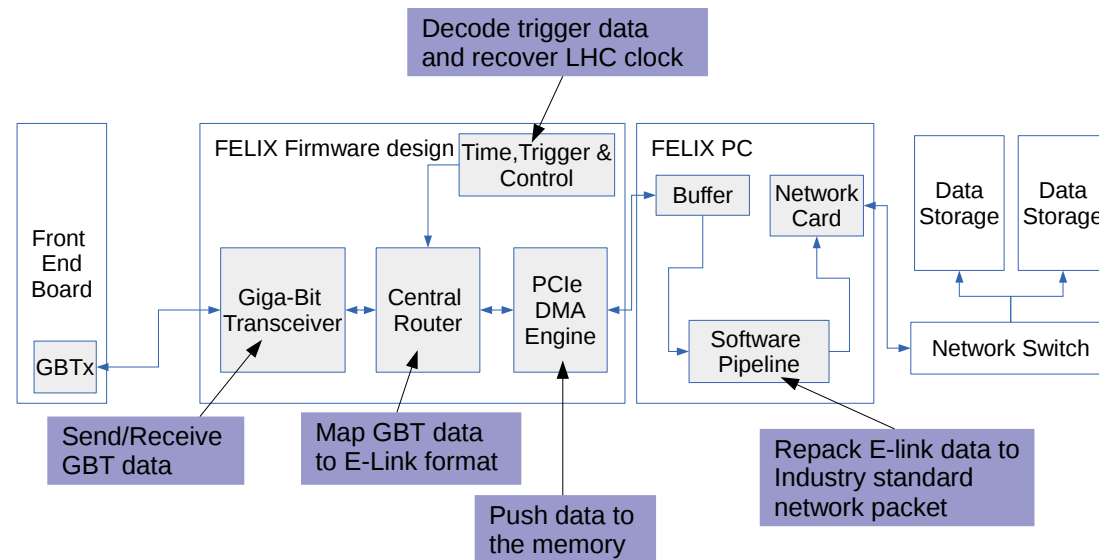 Decode trigger data
and recover LHC clock
FELIX Firmware design
Time,Trigger &
Control
FELIX PC
Buffer
Network
Card
Data
Storage
Data
Storage
Front
End
Board
GBTx
Giga-Bit
Transceiver
Central
Router
PCIe
DMA
Engine
Software
Pipeline
Network Switch
Send/Receive
GBT data
Map GBT data
to E-Link format
Push data to
the memory
Repack E-link data to
Industry standard
network packet